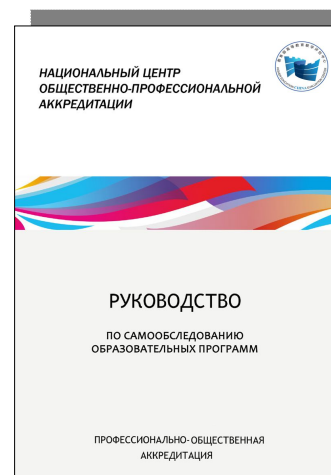 НАЦИОНАЛЬНЫЙ ЦЕНТР
ОБЩЕСТВЕННО-ПРОФЕССИОНАЛЬНОЙ
АККРЕДИТАЦИИ
РУКОВОДСТВО
ПО САМООБСЛЕДОВАНИЮ
ОБРАЗОВАТЕЛЬНЫХ ПРОГРАММ
ПРОФЕССИОНАЛЬНО-ОБЩЕСТВЕННАЯ
АККРЕДИТАЦИЯ